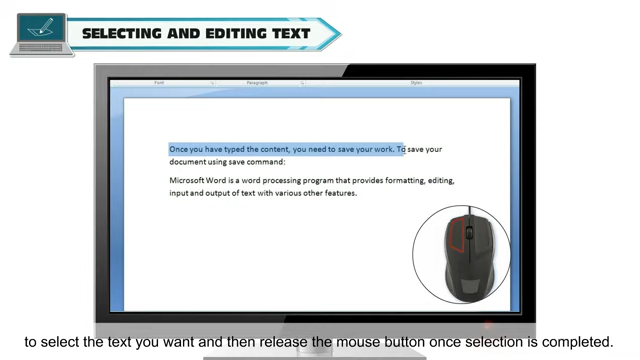 SELECTING AND EDITING TEXT
Font
Paragraph
Styles
Once you have typed the content, you need to save your work. To save your
document using save command:
Microsoft Word is a word processing program that provides formatting, editing,
input and output of text with various other features.
to select the text you want and then release the mouse button once selection is completed.